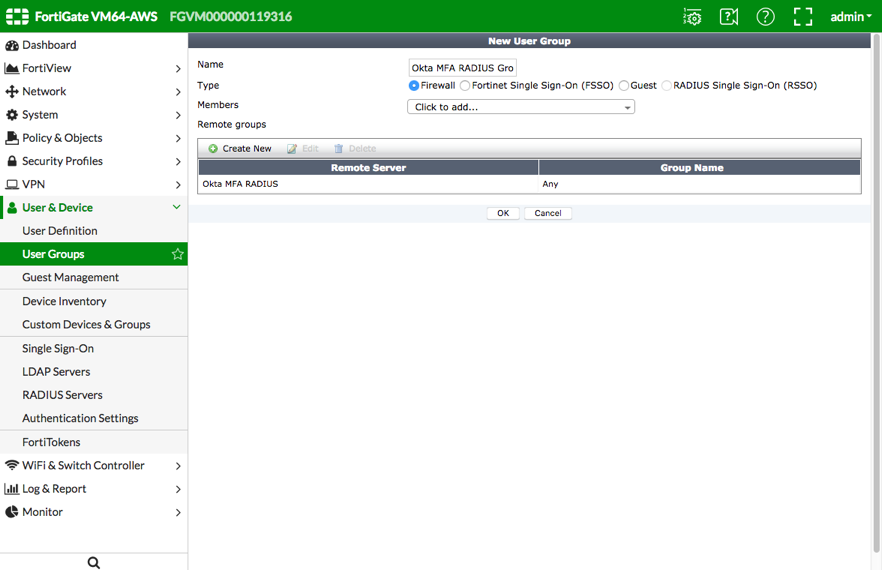 FortiGate VM64-AWS FGVM000000119316 admin
Dashboard
FortiView
Network
System
Policy & Objects
Security Profiles
VPN
User & Device
User Definition
User Groups
Guest Management
Device Inventory
Custom Devices & Groups
Single Sign-On
LDAP Servers
RADIUS Servers
Authentication Settings
FortiTokens
WiFi & Switch Controller
Log & Report
Monitor
New User Group
Name Okta MFA RADIUS Gro
Type Firewall Fortinet Single Sign-On (FSSO) Guest RADIUS Single Sign-On (RSSO)
Members Click to add...
Remote groups
Create New Edit Delete
Remote Server Group Name
Okta MFA RADIUS Any
OK Cancel